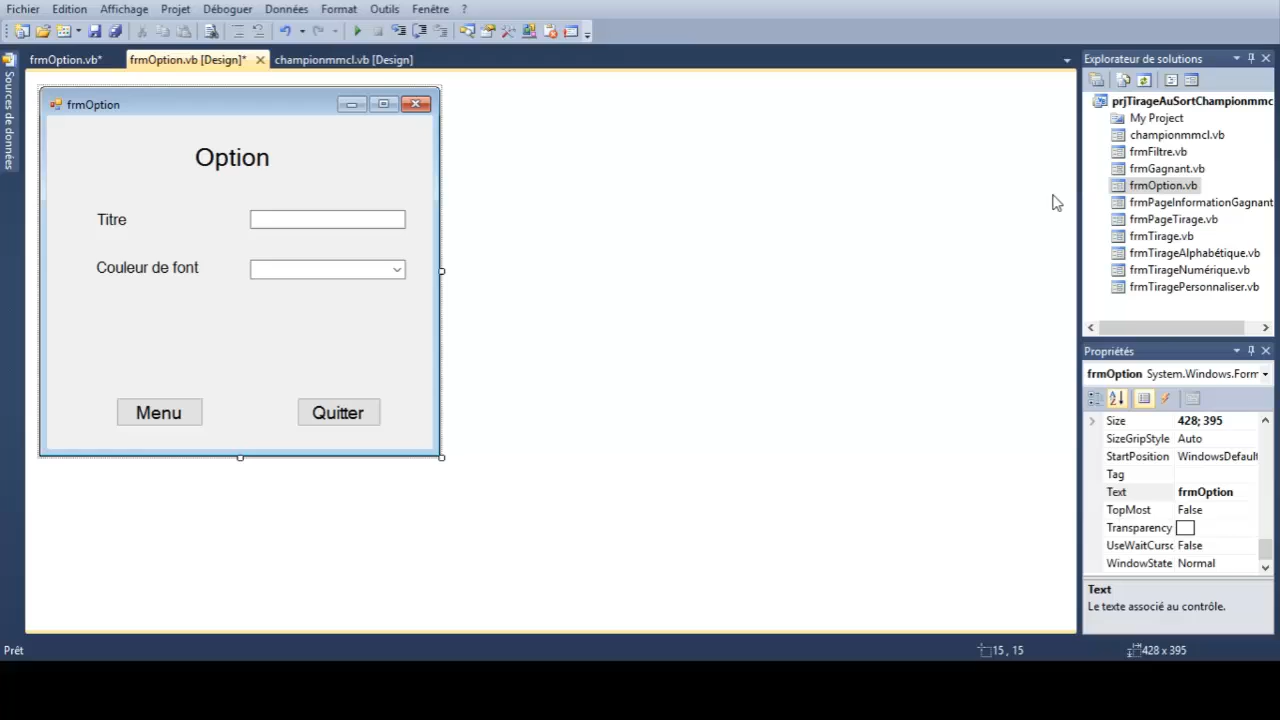 Fichier Edition Affichage Projet Déboguer Données Format Outils Fenêtre ?
frmOption.vb* frmOption.vb [Design]* championmmcl.vb [Design]
Sources de données
frmOption
Option
Titre
Couleur de font
Menu Quitter
Explorateur de solutions
prjTirageAuSortChampionmmc
My Project
championmmcl.vb
frmFiltre.vb
frmGagnant.vb
frmOption.vb
frmPageInformationGagnant
frmPageTirage.vb
frmTirage.vb
frmTirageAlphabétique.vb
frmTirageNumérique.vb
frmTiragePersonnaliser.vb
Propriétés
frmOption System.Windows.Form
Size 428; 395
SizeGripStyle Auto
StartPosition WindowsDefault
Tag
Text frmOption
TopMost False
Transparency
UseWaitCursc False
WindowState Normal
Text
Le texte associé au contrôle.
Prêt 15 , 15 428 x 395